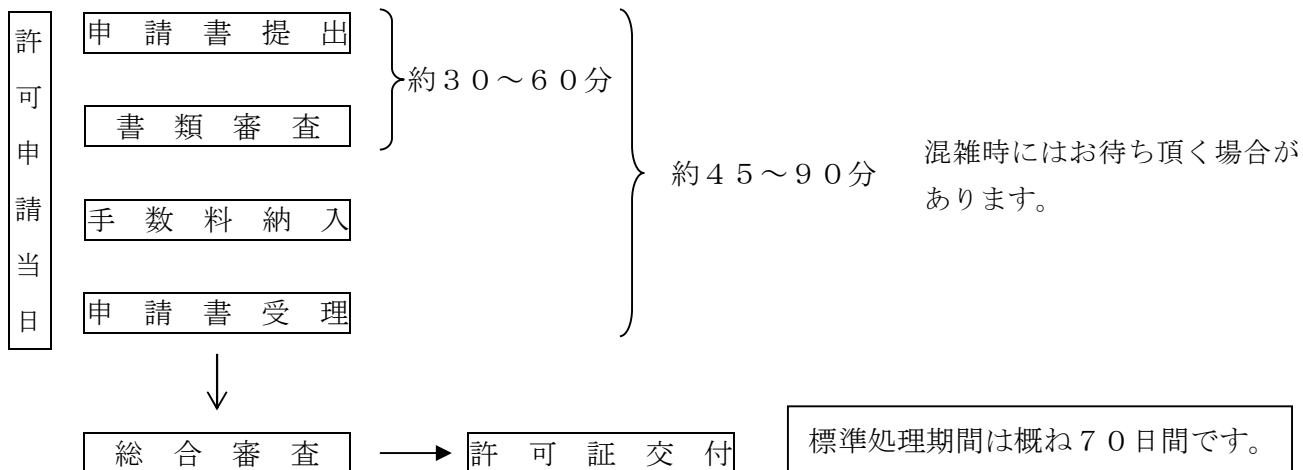 許可申請当日
申請書提出
書類審査
約３０～６０分
手数料納入
申請書受理
約４５～９０分
混雑時にはお待ち頂く場合が
あります。
総合審査
許可証交付
標準処理期間は概ね７０日間です。